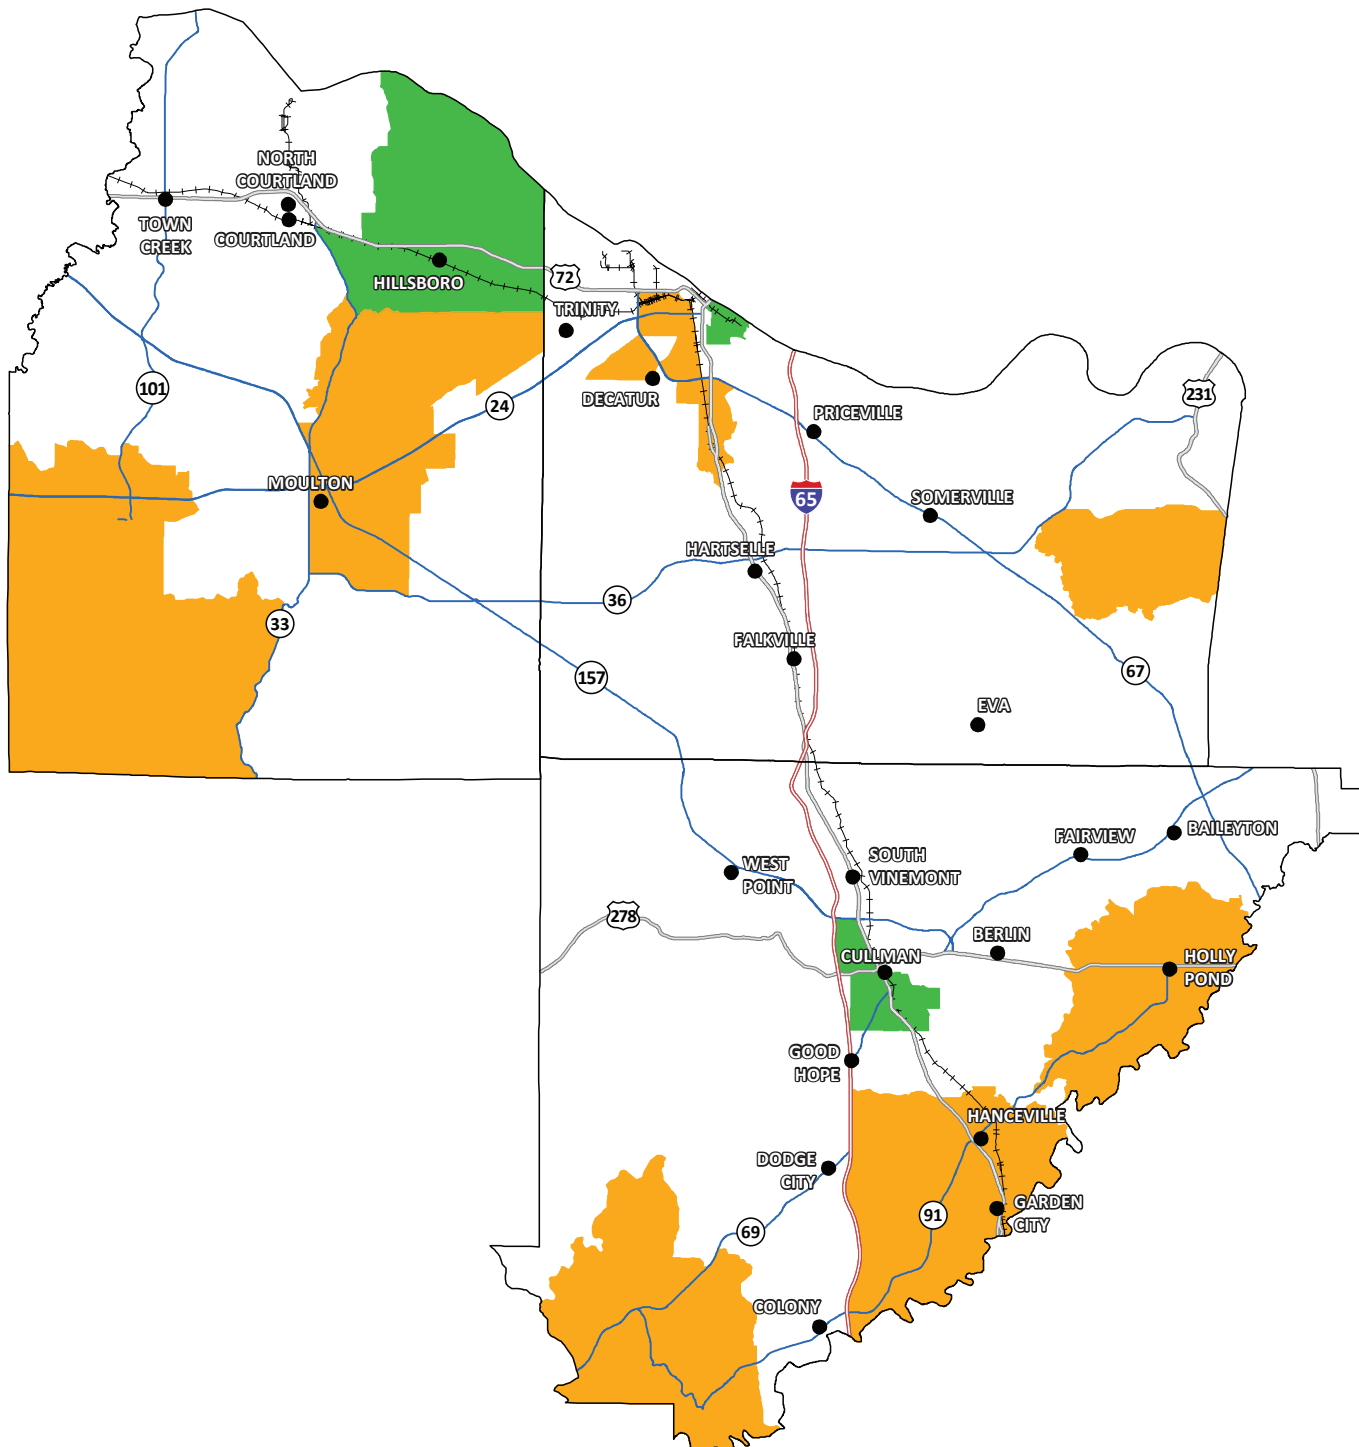 NORTH
COURTLAND
TOWN
CREEK
COURTLAND
HILLSBORO
72
TRINITY
101
24
DECATUR
PRICEVILLE
231
MOULTON
65
SOMERVILLE
HARTSELLE
36
33
FALKVILLE
157
67
EVA
WEST
POINT
SOUTH
VINEMONT
FAIRVIEW
BAILEYTON
278
CULLMAN
BERLIN
HOLLY
POND
GOOD
HOPE
HANCEVILLE
DODGE
CITY
69
91
GARDEN
CITY
COLONY